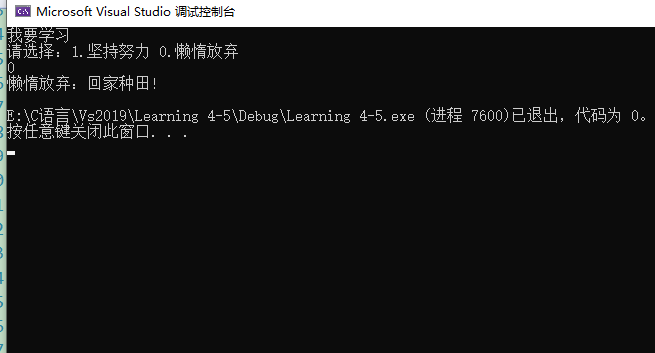 Microsoft Visual Studio 调试控制台
我要学习
请选择：1.坚持努力 0.懒惰放弃
0
懒惰放弃：回家种田!
E:\C语言\Vs2019\Learning 4-5\Debug\Learning 4-5.exe (进程 7600)已退出，代码为 0。
按任意键关闭此窗口. . .